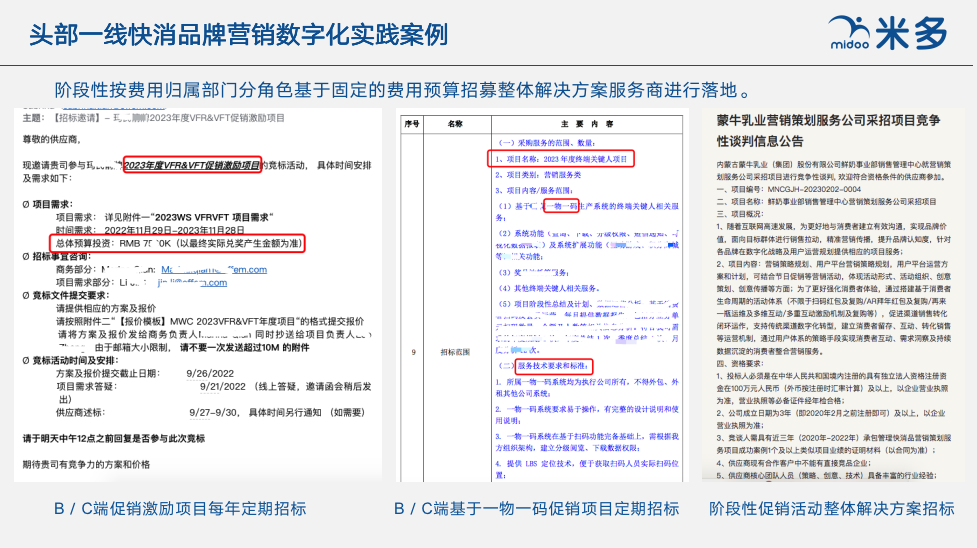 头部一线快消品牌营销数字化实践案例
midoo 米多
阶段性按费用归属部门分角色基于固定的费用预算招募整体解决方案服务商进行落地。
主题: 【招标邀请】- 2023年度VFR&VFT促销激励项目
尊敬的供应商,
现邀请贵司参与 2023年度VFR&VFT促销激励项目的竞标活动, 具体时间安排
及需求如下:
Ø 项目需求:
项目需求: 详见附件一"2023WS VFRVFT 项目需求"
时间需求: 2022年11月29日-2023年11月28日
总体预算投资: RMB (以最终实际兑奖产生金额为准)
Ø 招标事宜咨询:
商务部分:
项目需求部分:
Ø 竞标文件提交要求:
请提供相应的方案及报价
请按照附件二"【报价模板】MWC 2023VFR&VFT年度项目"的格式提交报价
请将方案及报价发给商务负责人 同时抄送给项目负责人
由于邮箱大小限制, 请不要一次发送超过10M 的附件
Ø 竞标活动时间及安排:
方案及报价提交截止日期: 9/26/2022
项目需求答疑: 9/21/2022 (线上答疑, 邀请函会稍后发
出)
供应商述标: 9/27-9/30, 具体时间另行通知 (如需要)
请于明天中午12点之前回复是否参与此次竞标
期待贵司有竞争力的方案和价格
B / C端促销激励项目每年定期招标
序号 名称 主 要 内 容
9 招标范围
(一)采购服务的范围、数量:
1、项目名称: 2023 年度终端关键人项目
2、项目类别: 营销服务类
3、项目内容/服务范围:
(1)基于 一物一码生产系统的终端关键人相关服
务;
(2)系统功能
视化数据报 )及系统扩展功能(
等 关功能;
(3)奖 服务;
(4)其他终端关键人相关服务。
(5)项目阶段性总结及计划、
(二)服务技术要求和标准:
1. 所属一物一码系统均为执行公司所有,不得外包、外
租其他公司系统;
2. 一物一码系统要求易于操作,有完整的设计说明和使
用说明;
3. 一物一码系统在基于扫码功能完备基础上,需根据我
方组织架构,建立分级阅览、下载数据权限;
4. 提供 LBS 定位技术,便于获取扫码人员实际扫码位
置;
B / C端基于一物一码促销项目定期招标
蒙牛乳业营销策划服务公司采招项目竞争
性谈判信息公告
内蒙古蒙牛乳业(集团)股份有限公司鲜奶事业部销售管理中心就营销策
划服务公司采招项目进行竞争性谈判, 欢迎符合资格条件的供应商参加。
一、项目编号: MNCGJH-20230202-0004
二、项目名称: 鲜奶事业部销售管理中心营销策划服务公司采招项目
三、项目概况:
1、随着互联网高速发展,为更好地与消费者建立有效沟通,实现品牌价
值,面向目标群体进行销售拉动,精准营销传播,提升品牌认知度,针对
各品牌在数字化战略及用户运营规划提供相应的项目服务;
2、项目内容: 营销策略规划、用户平台营销策略规划,用户平台运营方
案和计划,可结合节日促销等营销活动,体现活动形式、活动组织、创意
策划、创意传播等方面;为了更好强化消费者体验,通过搭建基于消费者
生命周期的活动体系(不限于扫码红包及复购/AR拜年红包及复购/再来
一瓶运维及多维互动/多重互动激励机制及复购等),促进渠道销售转化
闭环运作,支持传统渠道数字化转型,建立消费者留存、互动、转化销售
等运营机制,通过用户体系的策略手段实现消费者互动、需求洞察及持续
数据沉淀的消费者整合营销服务。
四、资格要求:
1、投标人必须是在中华人民共和国境内注册的具有独立法人资格注册资
金在100万元人民币(外币按注册时汇率计算)及以上,以企业营业执照
为准,营业执照等必备证件经年检合格;
2、公司成立日期为3年(即2020年2月之前注册即可)及以上,以企业
营业执照为准;
3、竞谈人需具有近三年(2020年-2022年)承包管理快消品营销策划服
务项目成功案例1个及以上类似项目业绩的证明材料(以合同为准);
4、供应商现有合作客户中不能有直接竞品企业;
5、供应商核心团队人员(策略、创意、技术)具备丰富的行业经验;
阶段性促销活动整体解决方案招标